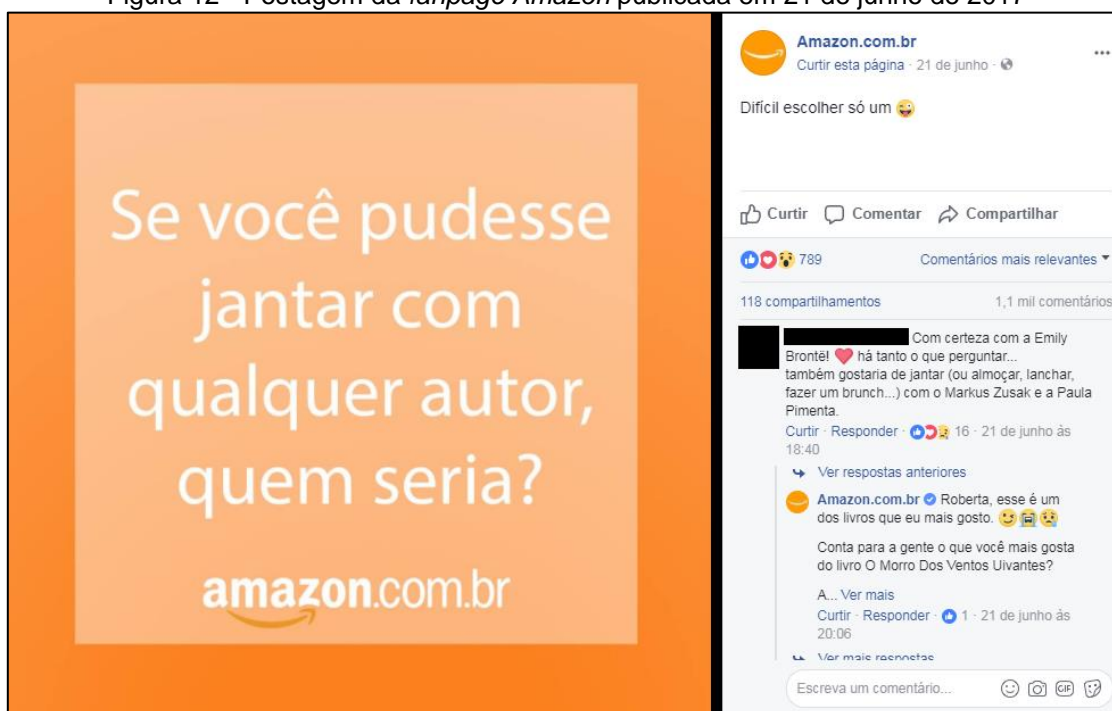 Figura 12 - Postagem da fanpage Amazon publicada em 21 de junho de 2017
Se você pudesse
jantar com
qualquer autor,
quem seria?
amazon.com.br
Amazon.com.br
Curtir esta página · 21 de junho ·
Difícil escolher só um
Curtir Comentar Compartilhar
789 Comentários mais relevantes
118 compartilhamentos 1,1 mil comentários
Com certeza com a Emily
Brontë! há tanto o que perguntar...
também gostaria de jantar (ou almoçar, lanchar,
fazer um brunch...) com o Markus Zusak e a Paula
Pimenta.
Curtir · Responder · 16 · 21 de junho às
18:40
Ver respostas anteriores
Amazon.com.br Roberta, esse é um
dos livros que eu mais gosto.
Conta para a gente o que você mais gosta
do livro O Morro Dos Ventos Uivantes?
A... Ver mais
Curtir · Responder · 1 · 21 de junho às
20:06
Ver mais respostas
Escreva um comentário... GIF